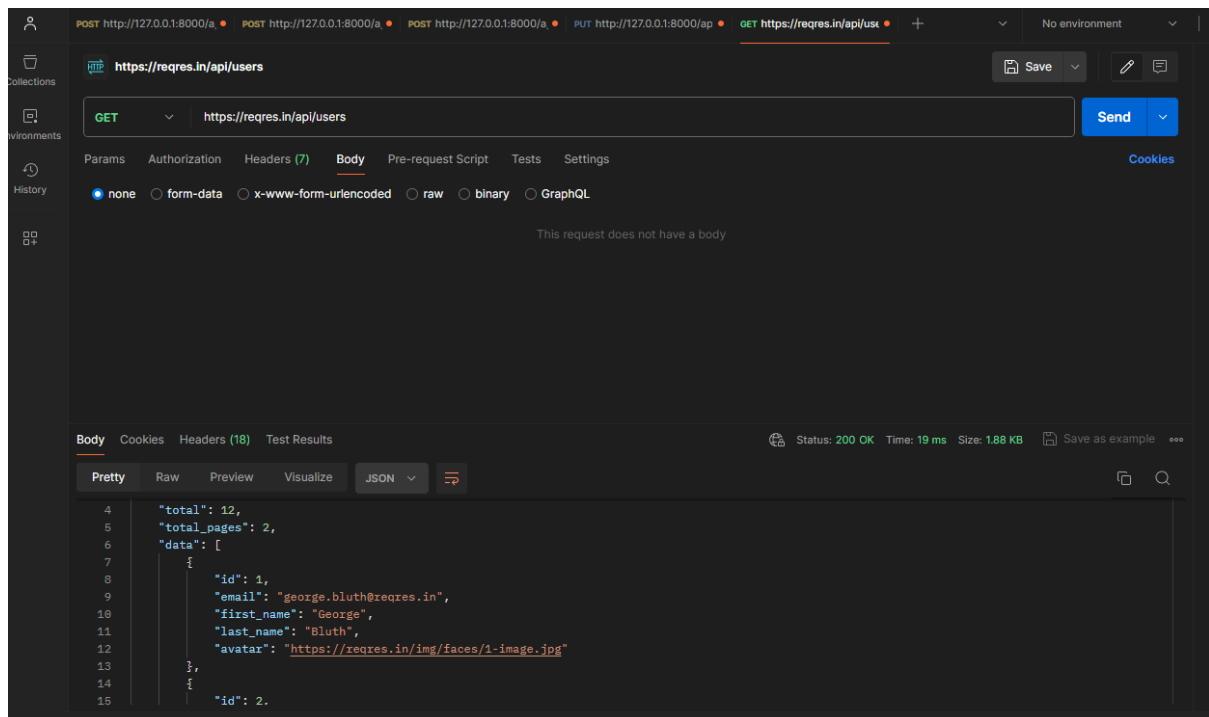 POST http://127.0.0.1:8000/a POST http://127.0.0.1:8000/a POST http://127.0.0.1:8000/a PUT http://127.0.0.1:8000/ap GET https://reqres.in/api/use + No environment
Collections
HTTP https://reqres.in/api/users Save
nvironments
GET https://reqres.in/api/users Send
History
Params Authorization Headers (7) Body Pre-request Script Tests Settings Cookies
none form-data x-www-form-urlencoded raw binary GraphQL
This request does not have a body
Body Cookies Headers (18) Test Results Status: 200 OK Time: 19 ms Size: 1.88 KB Save as example
Pretty Raw Preview Visualize JSON
4 "total": 12,
5 "total_pages": 2,
6 "data": [
7 {
8 "id": 1,
9 "email": "george.bluth@reqres.in",
10 "first_name": "George",
11 "last_name": "Bluth",
12 "avatar": "https://reqres.in/img/faces/1-image.jpg"
13 },
14 {
15 "id": 2,